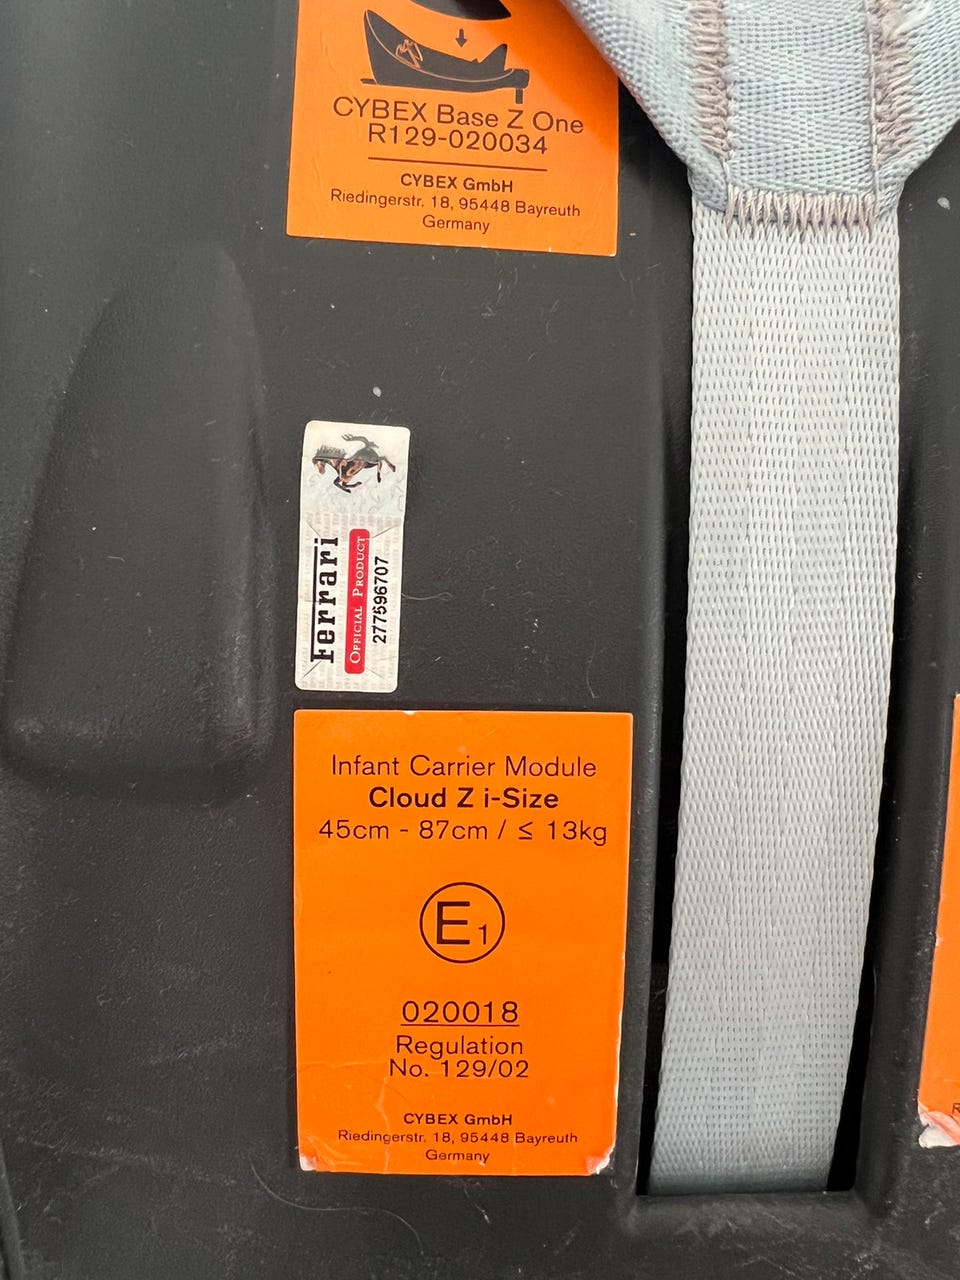 CYBEX Base Z One
R129-020034
CYBEX GmbH
Riedingerstr. 18, 95448 Bayreuth
Germany
Ferrari
OFFICIAL PRODUCT
277596707
Infant Carrier Module
Cloud Z i-Size
45cm - 87cm / ≤ 13kg
E1
020018
Regulation
No. 129/02
CYBEX GmbH
Riedingerstr. 18, 95448 Bayreuth
Germany